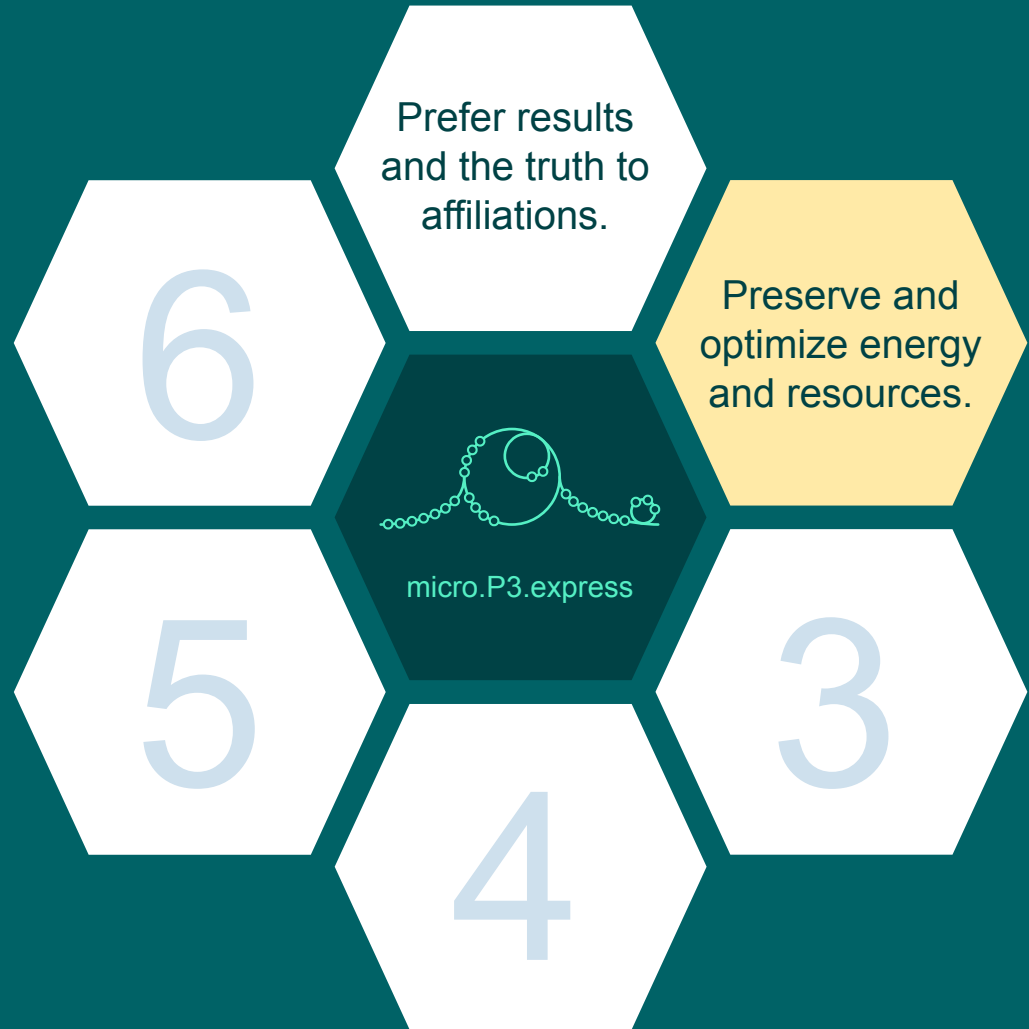 Prefer results
and the truth to
affiliations.
Preserve and
optimize energy
and resources.
6
micro.P3.express
5
3
4